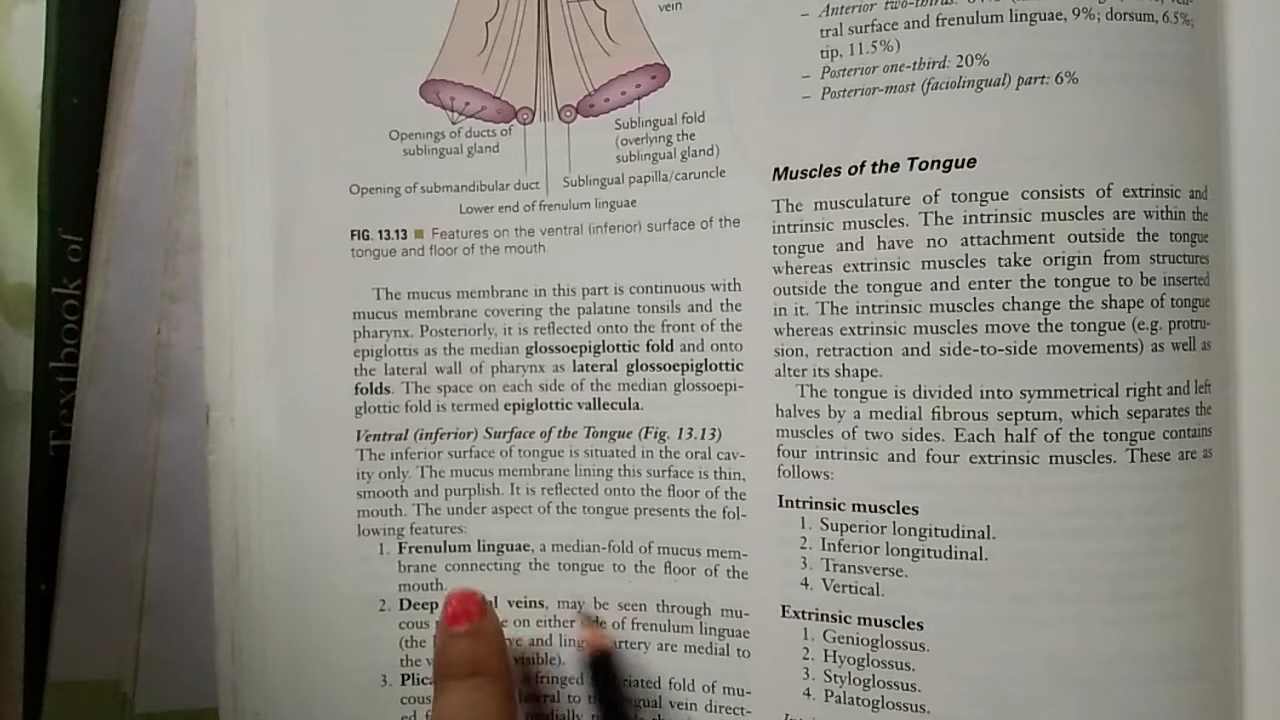 Textbook of
vein
Openings of ducts of
sublingual gland
Sublingual fold
(overlying the
sublingual gland)
Opening of submandibular duct
Sublingual papilla/caruncle
Lower end of frenulum linguae
FIG. 13.13 ■ Features on the ventral (inferior) surface of the
tongue and floor of the mouth.
The mucus membrane in this part is continuous with
mucus membrane covering the palatine tonsils and the
pharynx. Posteriorly, it is reflected onto the front of the
epiglottis as the median glossoepiglottic fold and onto
the lateral wall of pharynx as lateral glossoepiglottic
folds. The space on each side of the median glossoepi-
glottic fold is termed epiglottic vallecula.
Ventral (inferior) Surface of the Tongue (Fig. 13.13)
The inferior surface of tongue is situated in the oral cav-
ity only. The mucus membrane lining this surface is thin,
smooth and purplish. It is reflected onto the floor of the
mouth. The under aspect of the tongue presents the fol-
lowing features:
1. Frenulum linguae, a median-fold of mucus mem-
brane connecting the tongue to the floor of the
mouth.
2. Deep veins, may be seen through mu-
cous on either side of frenulum linguae
(the and artery are medial to
the visible).
3. fringed fold of mu-
cous lateral to vein direct-
– Anterior
tral surface and frenulum linguae, 9%; dorsum, 6.5%;
tip, 11.5%)
– Posterior one-third: 20%
– Posterior-most (faciolingual) part: 6%
Muscles of the Tongue
The musculature of tongue consists of extrinsic and
intrinsic muscles. The intrinsic muscles are within the
tongue and have no attachment outside the tongue
whereas extrinsic muscles take origin from structures
outside the tongue and enter the tongue to be inserted
in it. The intrinsic muscles change the shape of tongue
whereas extrinsic muscles move the tongue (e.g. protru-
sion, retraction and side-to-side movements) as well as
alter its shape.
The tongue is divided into symmetrical right and left
halves by a medial fibrous septum, which separates the
muscles of two sides. Each half of the tongue contains
four intrinsic and four extrinsic muscles. These are as
follows:
Intrinsic muscles
1. Superior longitudinal.
2. Inferior longitudinal.
3. Transverse.
4. Vertical.
Extrinsic muscles
1. Genioglossus.
2. Hyoglossus.
3. Styloglossus.
4. Palatoglossus.